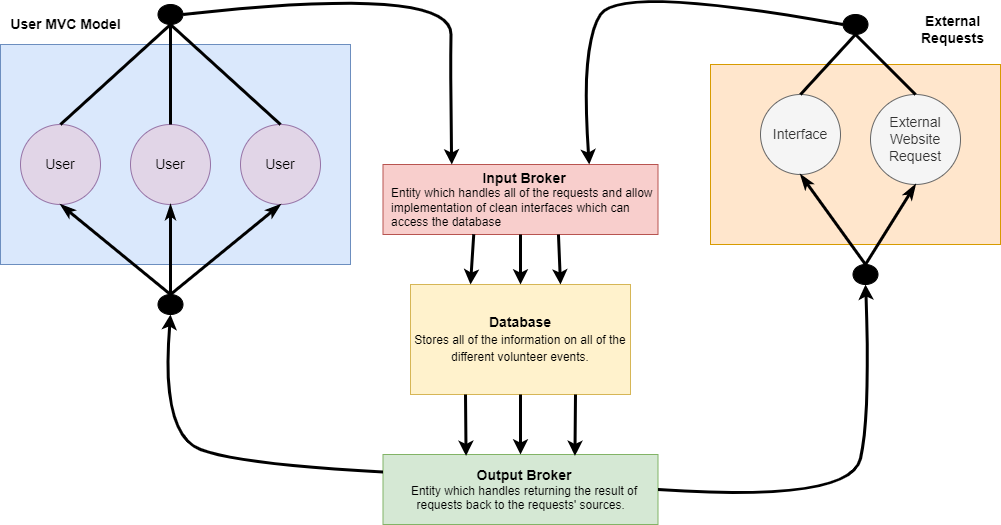 User MVC Model
External
Requests
User
User
User
Interface
External
Website
Request
Input Broker
Entity which handles all of the requests and allow
implementation of clean interfaces which can
access the database
Database
Stores all of the information on all of the
different volunteer events.
Output Broker
Entity which handles returning the result of
requests back to the requests' sources.